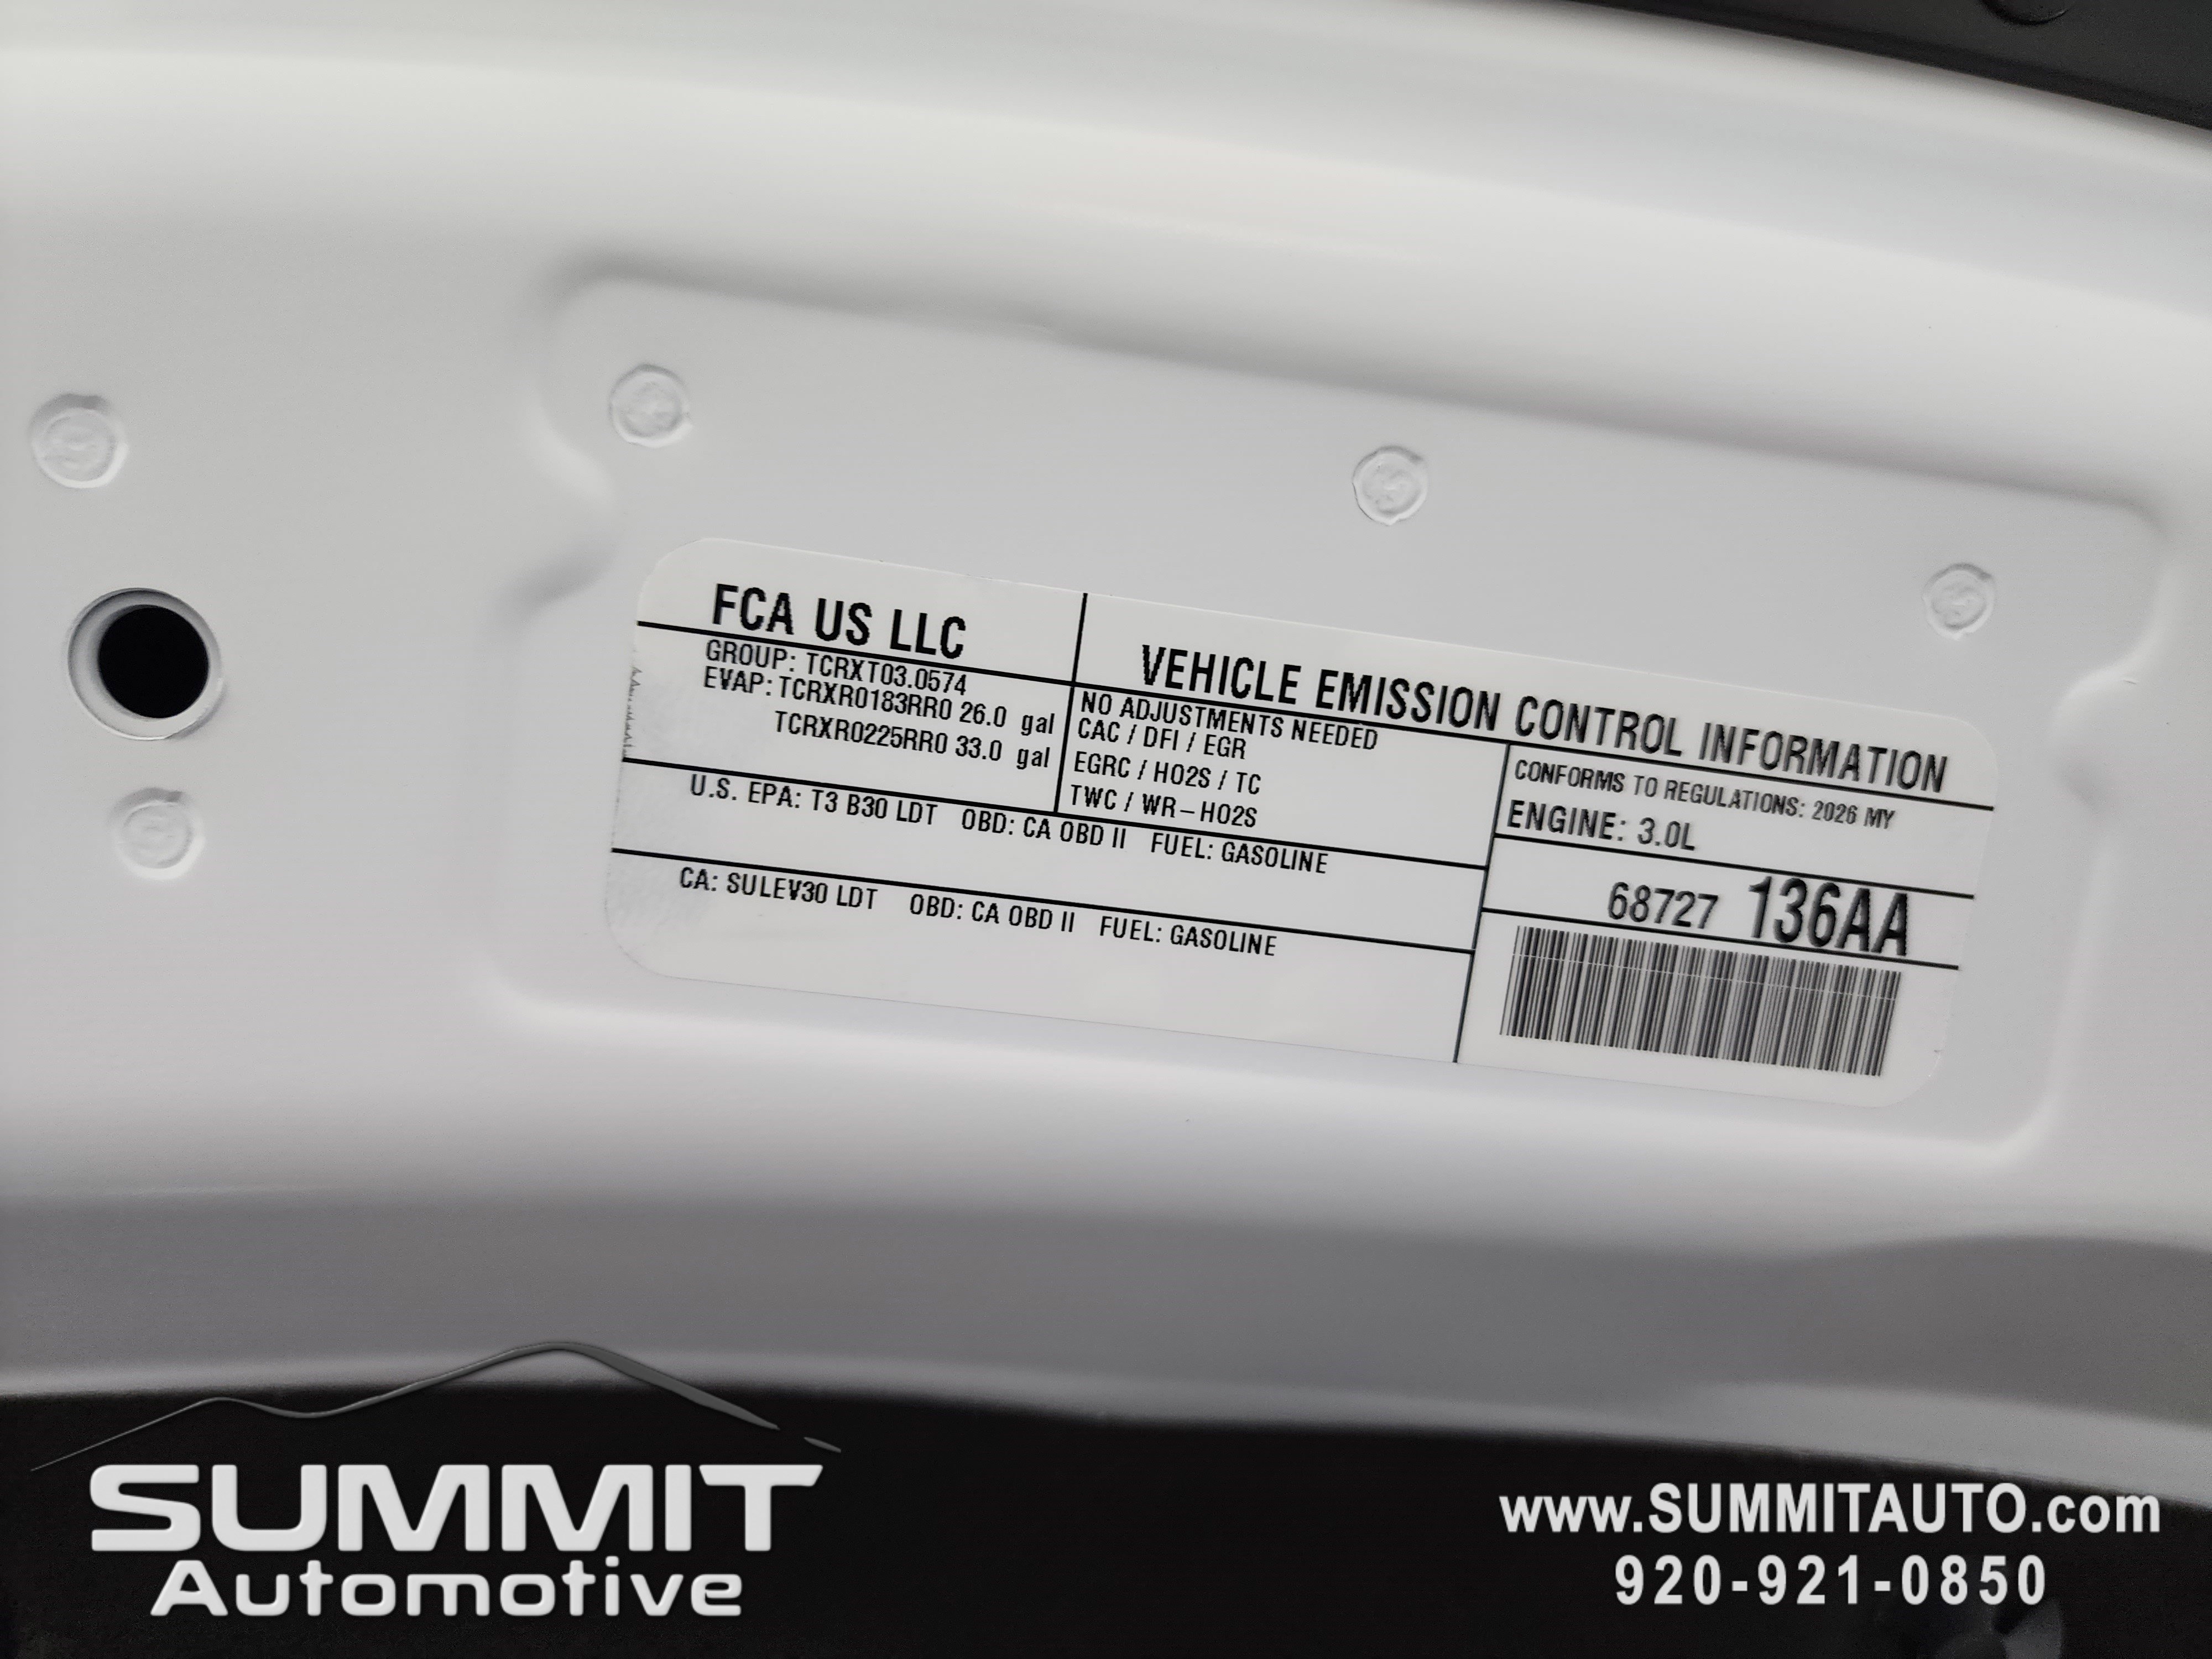 FCA US LLC
GROUP: TCRXT03.0574
EVAP: TCRXR0183RR0 26.0 gal
TCRXR0225RR0 33.0 gal
VEHICLE EMISSION CONTROL INFORMATION
NO ADJUSTMENTS NEEDED
CAC / DFI / EGR
EGRC / HO2S / TC
TWC / WR-HO2S
CONFORMS TO REGULATIONS: 2026 MY
ENGINE: 3.0L
U.S. EPA: T3 B30 LDT OBD: CA OBD II FUEL: GASOLINE
CA: SULEV30 LDT OBD: CA OBD II FUEL: GASOLINE
68727 136AA
SUMMIT
Automotive
www.SUMMITAUTO.com
920-921-0850